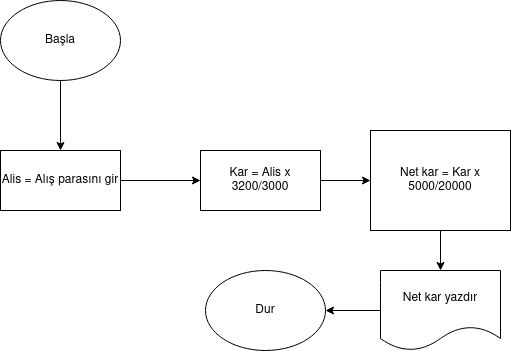 Başla
Alis = Alış parasını gir
Kar = Alis x
3200/3000
Net kar = Kar x
5000/20000
Net kar yazdır
Dur